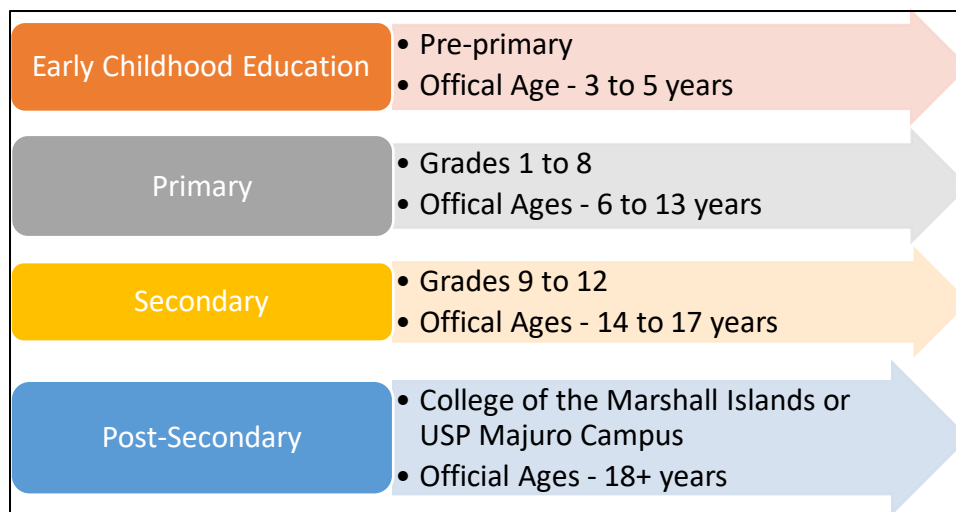 Early Childhood Education
• Pre-primary
• Offical Age - 3 to 5 years
Primary
• Grades 1 to 8
• Offical Ages - 6 to 13 years
Secondary
• Grades 9 to 12
• Offical Ages - 14 to 17 years
Post-Secondary
• College of the Marshall Islands or
USP Majuro Campus
• Official Ages - 18+ years